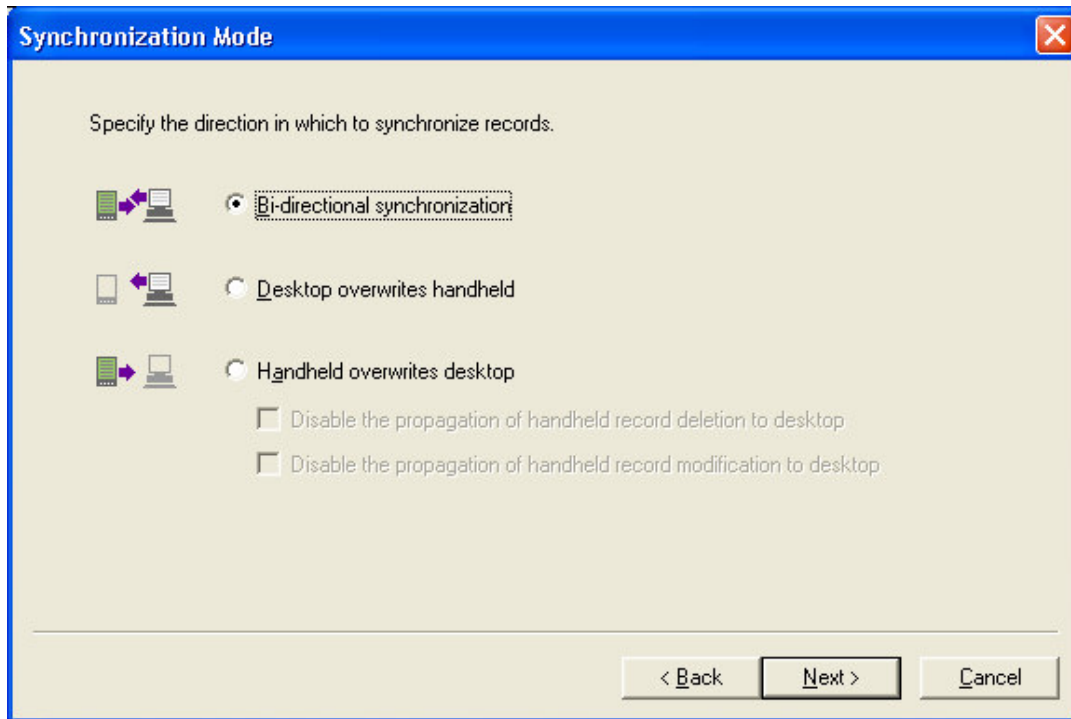 Synchronization Mode
Specify the direction in which to synchronize records.
Bi-directional synchronization
Desktop overwrites handheld
Handheld overwrites desktop
Disable the propagation of handheld record deletion to desktop
Disable the propagation of handheld record modification to desktop
< Back Next > Cancel